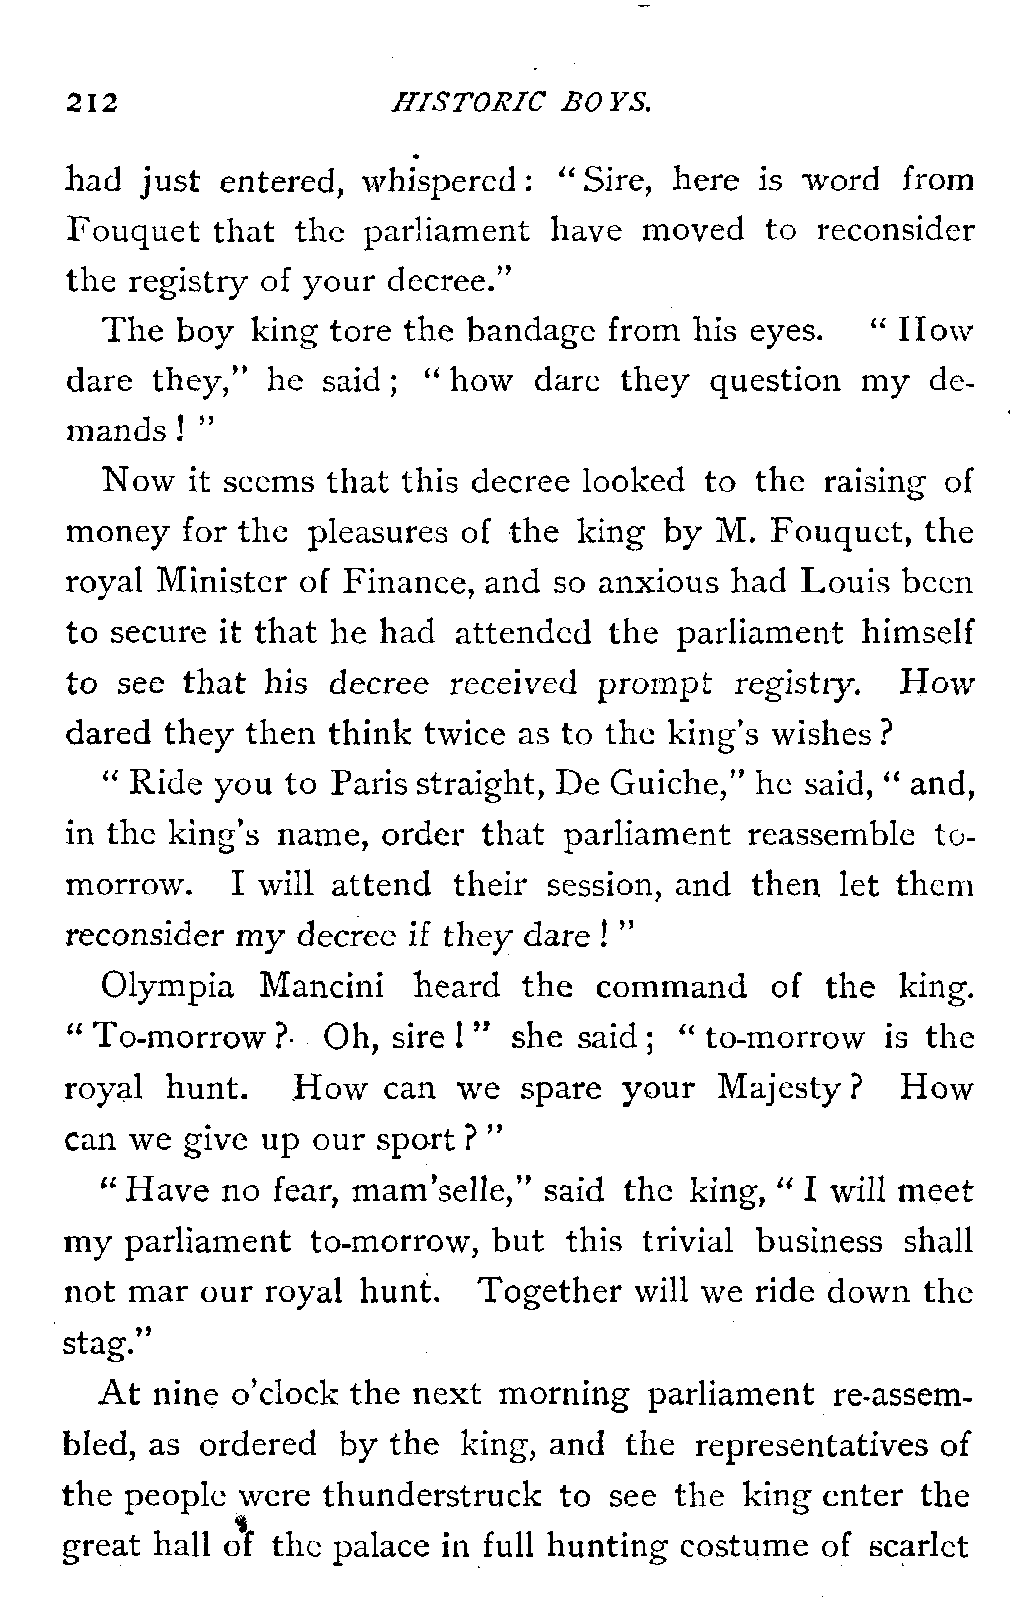 212 HISTORIC BOYS.
had just entered, whispered: "Sire, here is word from
Fouquet that the parliament have moved to reconsider
the registry of your decree."
The boy king tore the bandage from his eyes. "How
dare they," he said; "how dare they question my de-
mands!"
Now it seems that this decree looked to the raising of
money for the pleasures of the king by M. Fouquet, the
royal Minister of Finance, and so anxious had Louis been
to secure it that he had attended the parliament himself
to see that his decree received prompt registry. How
dared they then think twice as to the king's wishes?
"Ride you to Paris straight, De Guiche," he said, "and,
in the king's name, order that parliament reassemble to-
morrow. I will attend their session, and then let them
reconsider my decree if they dare!"
Olympia Mancini heard the command of the king.
"To-morrow? Oh, sire!" she said; "to-morrow is the
royal hunt. How can we spare your Majesty? How
can we give up our sport?"
"Have no fear, mam'selle," said the king, "I will meet
my parliament to-morrow, but this trivial business shall
not mar our royal hunt. Together will we ride down the
stag."
At nine o'clock the next morning parliament re-assem-
bled, as ordered by the king, and the representatives of
the people were thunderstruck to see the king enter the
great hall of the palace in full hunting costume of scarlet